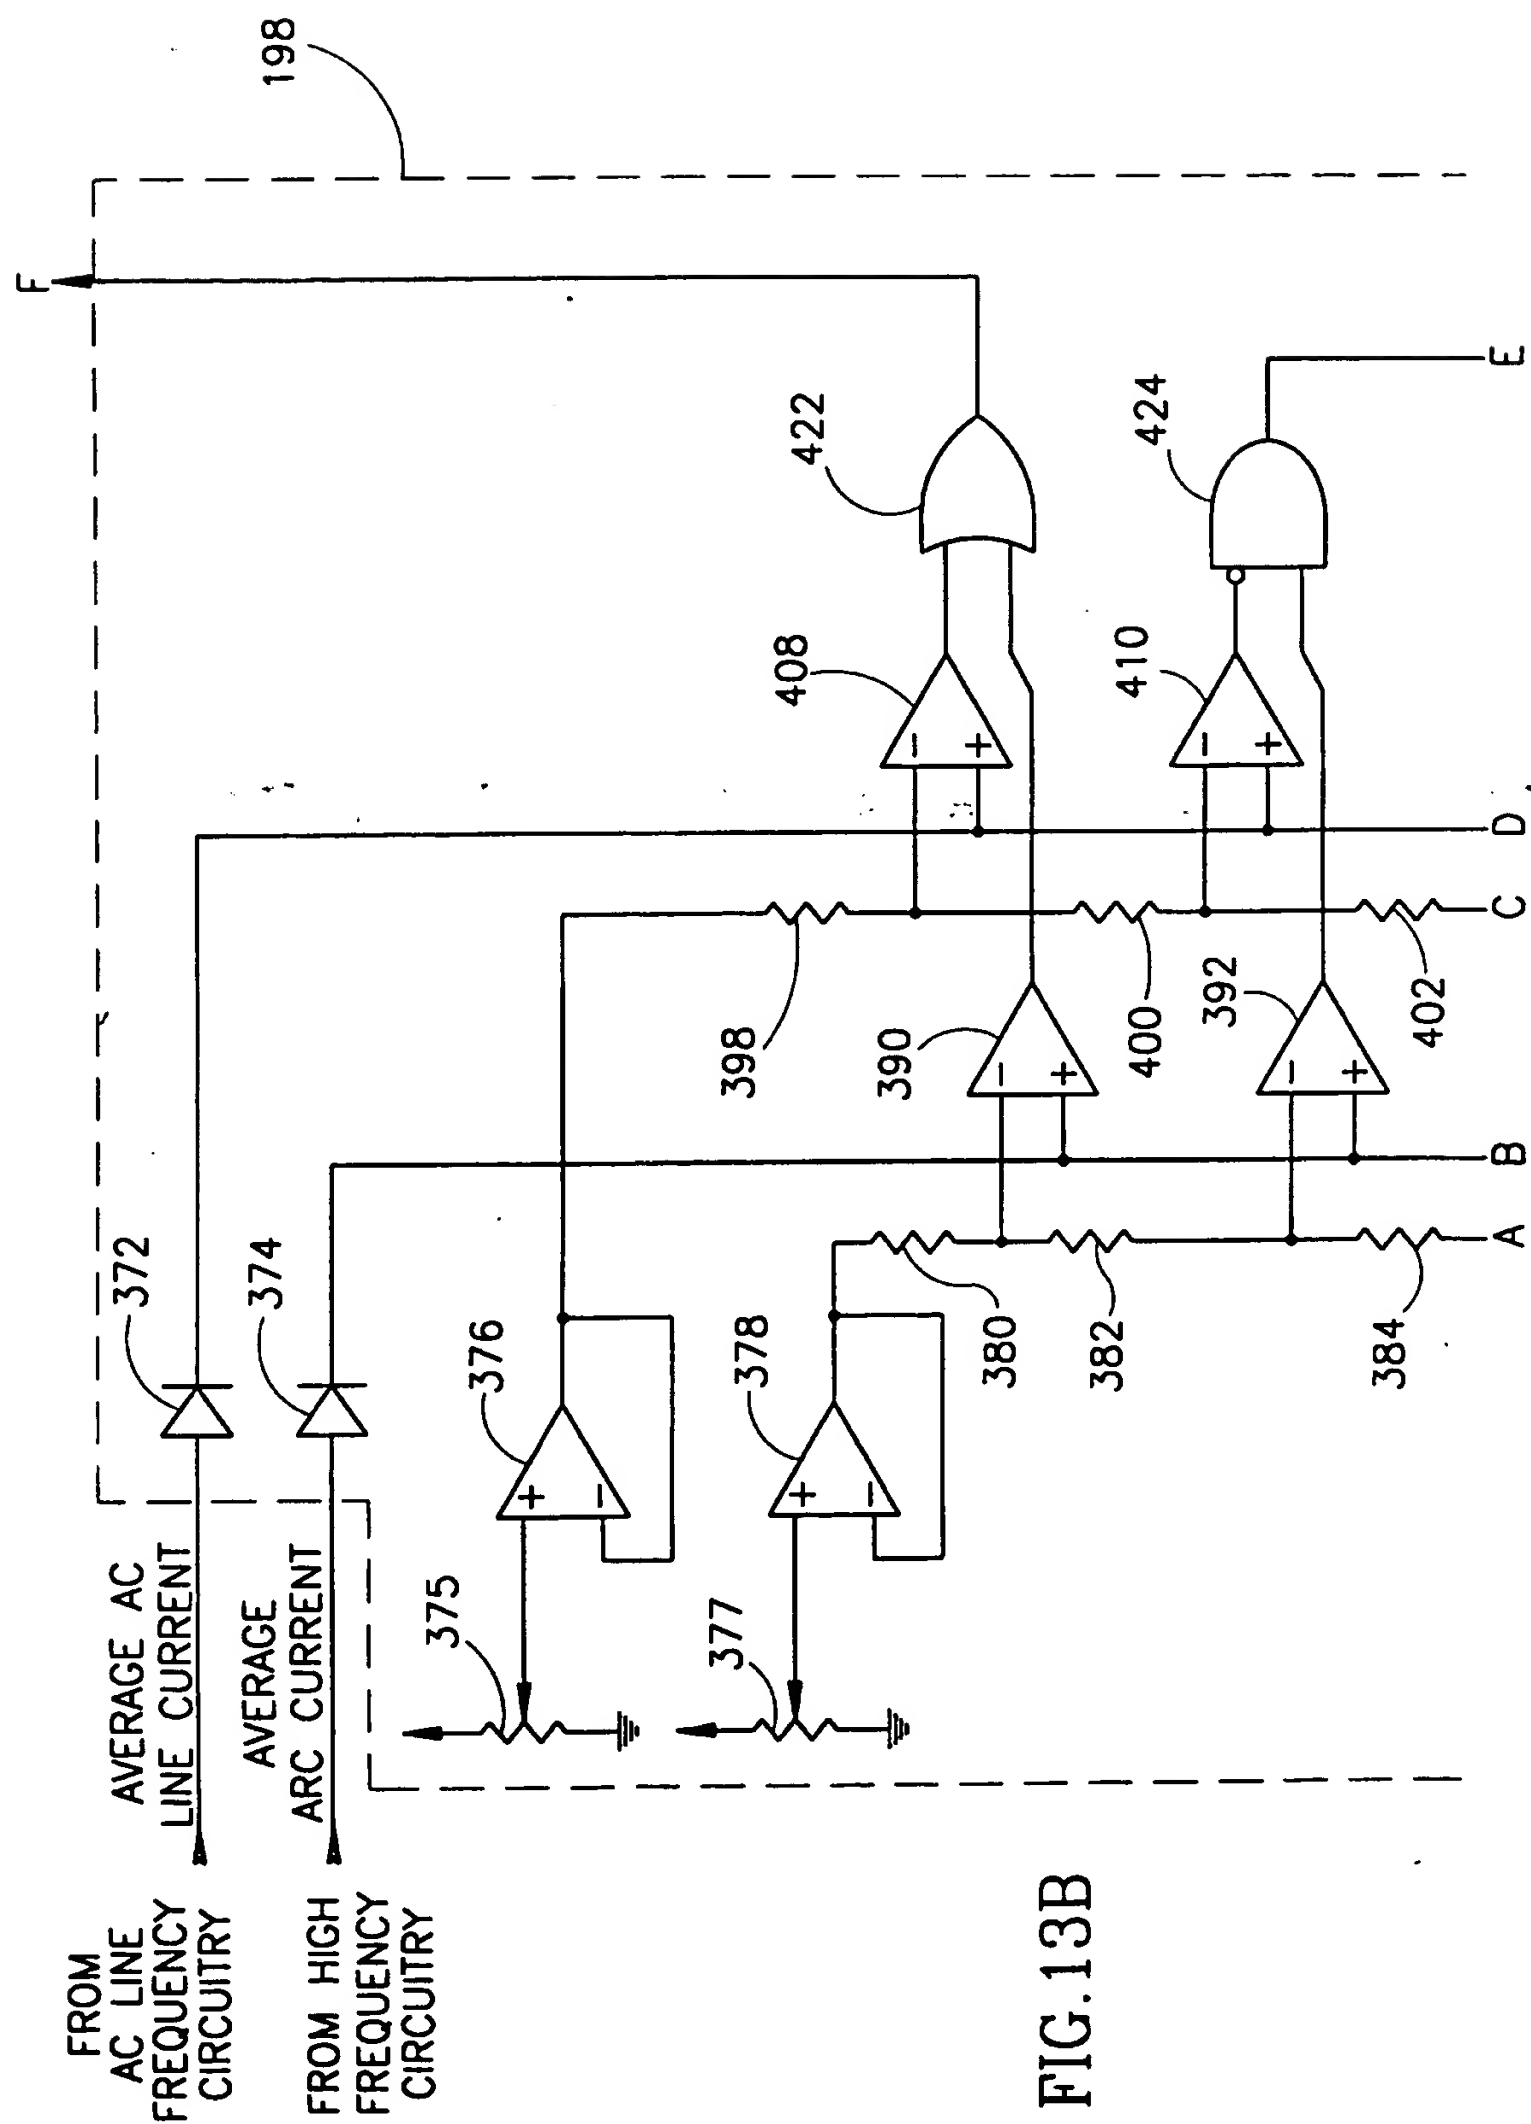 FROM
AC LINE
FREQUENCY
CIRCUITRY
AVERAGE AC
LINE CURRENT
372
FROM HIGH
FREQUENCY
CIRCUITRY
AVERAGE
ARC CURRENT
374
F
198
375
+
−
376
377
+
−
378
398
380
382
384
390
−
+
400
392
−
+
402
408
−
+
410
−
+
422
424
A
B
C
D
E
FIG.13B